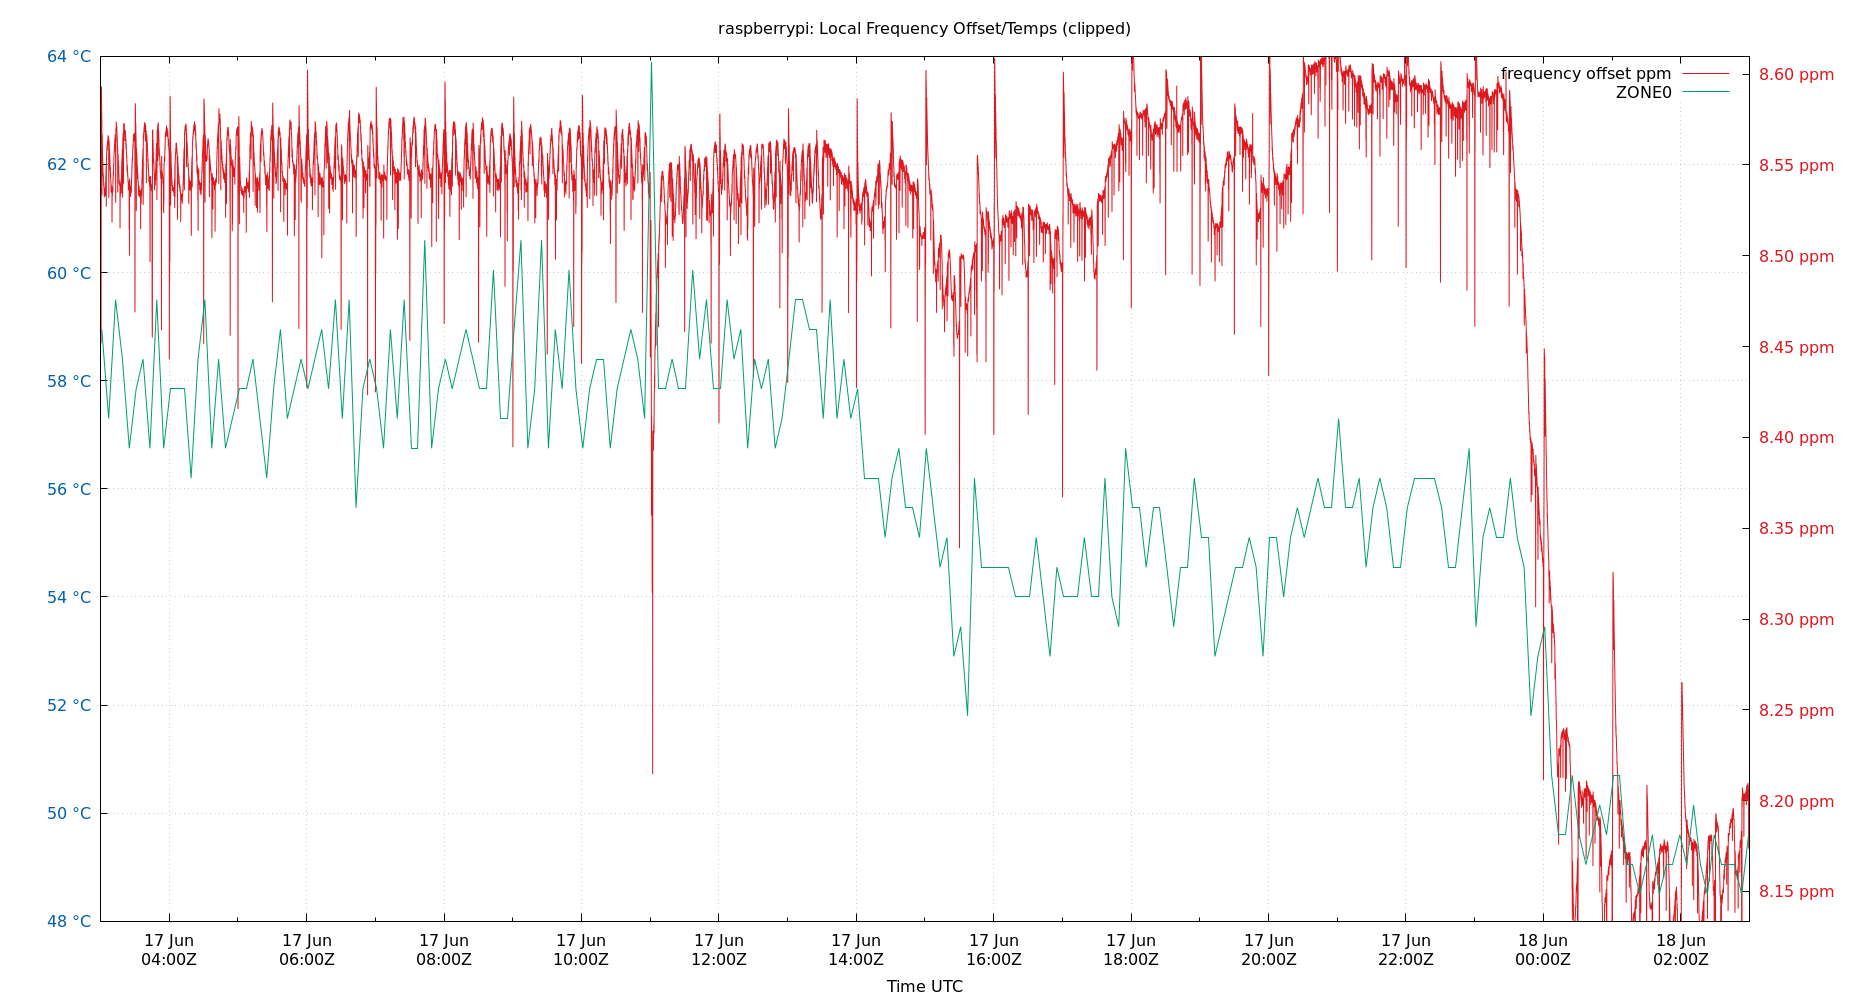 raspberrypi: Local Frequency Offset/Temps (clipped)
frequency offset ppm
ZONE0
64 °C
62 °C
60 °C
58 °C
56 °C
54 °C
52 °C
50 °C
48 °C
8.60 ppm
8.55 ppm
8.50 ppm
8.45 ppm
8.40 ppm
8.35 ppm
8.30 ppm
8.25 ppm
8.20 ppm
8.15 ppm
17 Jun 17 Jun 17 Jun 17 Jun 17 Jun 17 Jun 17 Jun 17 Jun 17 Jun 17 Jun 18 Jun 18 Jun
04:00Z 06:00Z 08:00Z 10:00Z 12:00Z 14:00Z 16:00Z 18:00Z 20:00Z 22:00Z 00:00Z 02:00Z
Time UTC